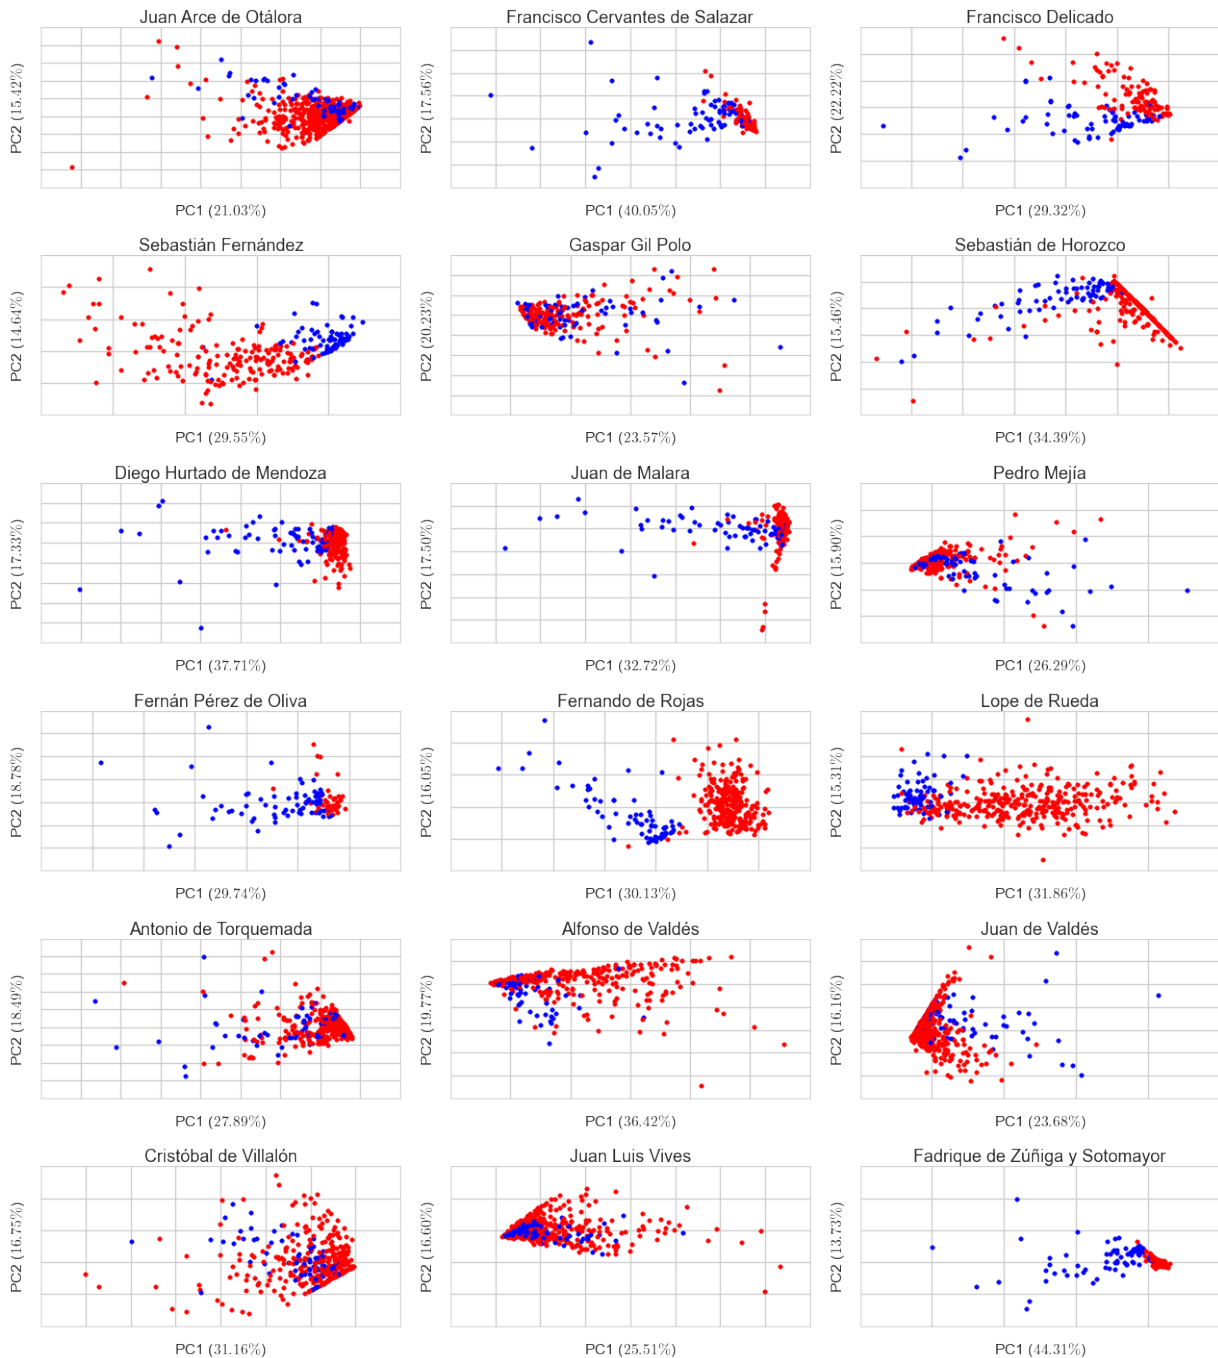 Juan Arce de Otálora
PC2 (15.42%)
PC1 (21.03%)
Francisco Cervantes de Salazar
PC2 (17.56%)
PC1 (40.05%)
Francisco Delicado
PC2 (22.22%)
PC1 (29.32%)
Sebastián Fernández
PC2 (14.64%)
PC1 (29.55%)
Gaspar Gil Polo
PC2 (20.23%)
PC1 (23.57%)
Sebastián de Horozco
PC2 (15.46%)
PC1 (34.39%)
Diego Hurtado de Mendoza
PC2 (17.33%)
PC1 (37.71%)
Juan de Malara
PC2 (17.50%)
PC1 (32.72%)
Pedro Mejía
PC2 (15.90%)
PC1 (26.29%)
Fernán Pérez de Oliva
PC2 (18.78%)
PC1 (29.74%)
Fernando de Rojas
PC2 (16.05%)
PC1 (30.13%)
Lope de Rueda
PC2 (15.31%)
PC1 (31.86%)
Antonio de Torquemada
PC2 (18.49%)
PC1 (27.89%)
Alfonso de Valdés
PC2 (19.77%)
PC1 (36.42%)
Juan de Valdés
PC2 (16.16%)
PC1 (23.68%)
Cristóbal de Villalón
PC2 (16.75%)
PC1 (31.16%)
Juan Luis Vives
PC2 (16.60%)
PC1 (25.51%)
Fadrique de Zúñiga y Sotomayor
PC2 (13.73%)
PC1 (44.31%)